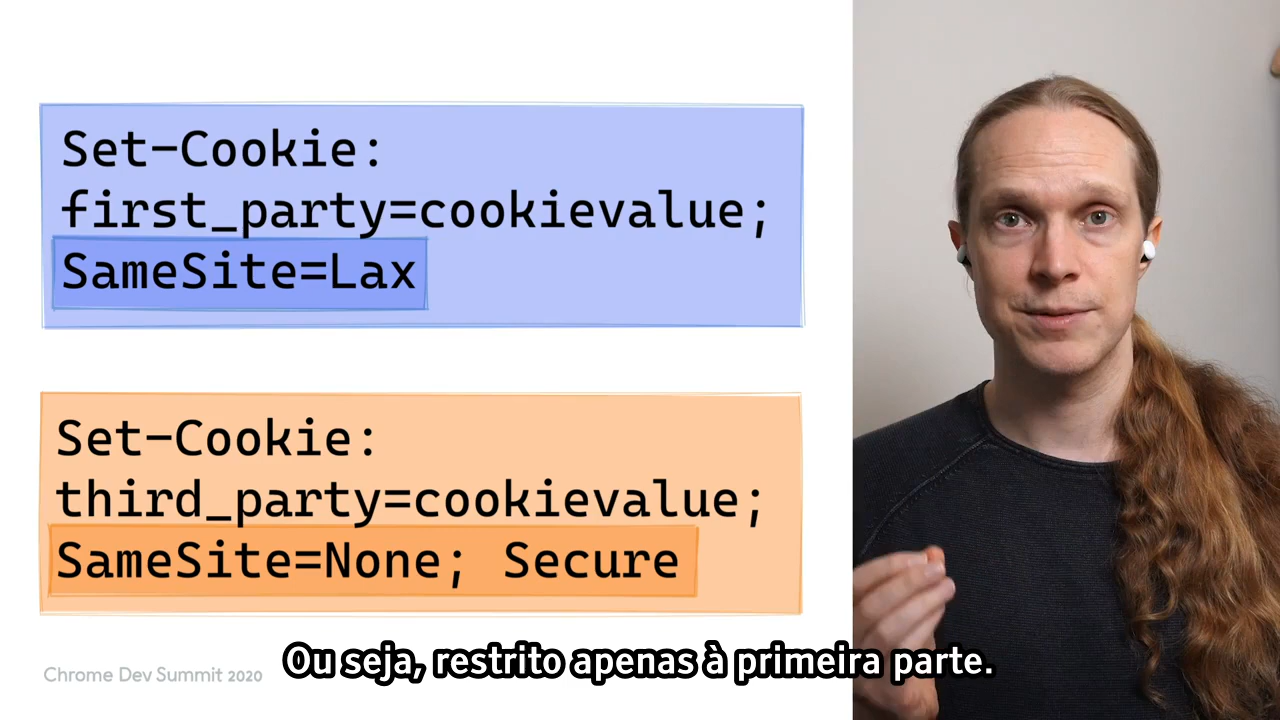 Set-Cookie:
first_party=cookievalue;
SameSite=Lax
Set-Cookie:
third_party=cookievalue;
SameSite=None; Secure
Chrome Dev Summit 2020
Ou seja, restrito apenas à primeira parte.